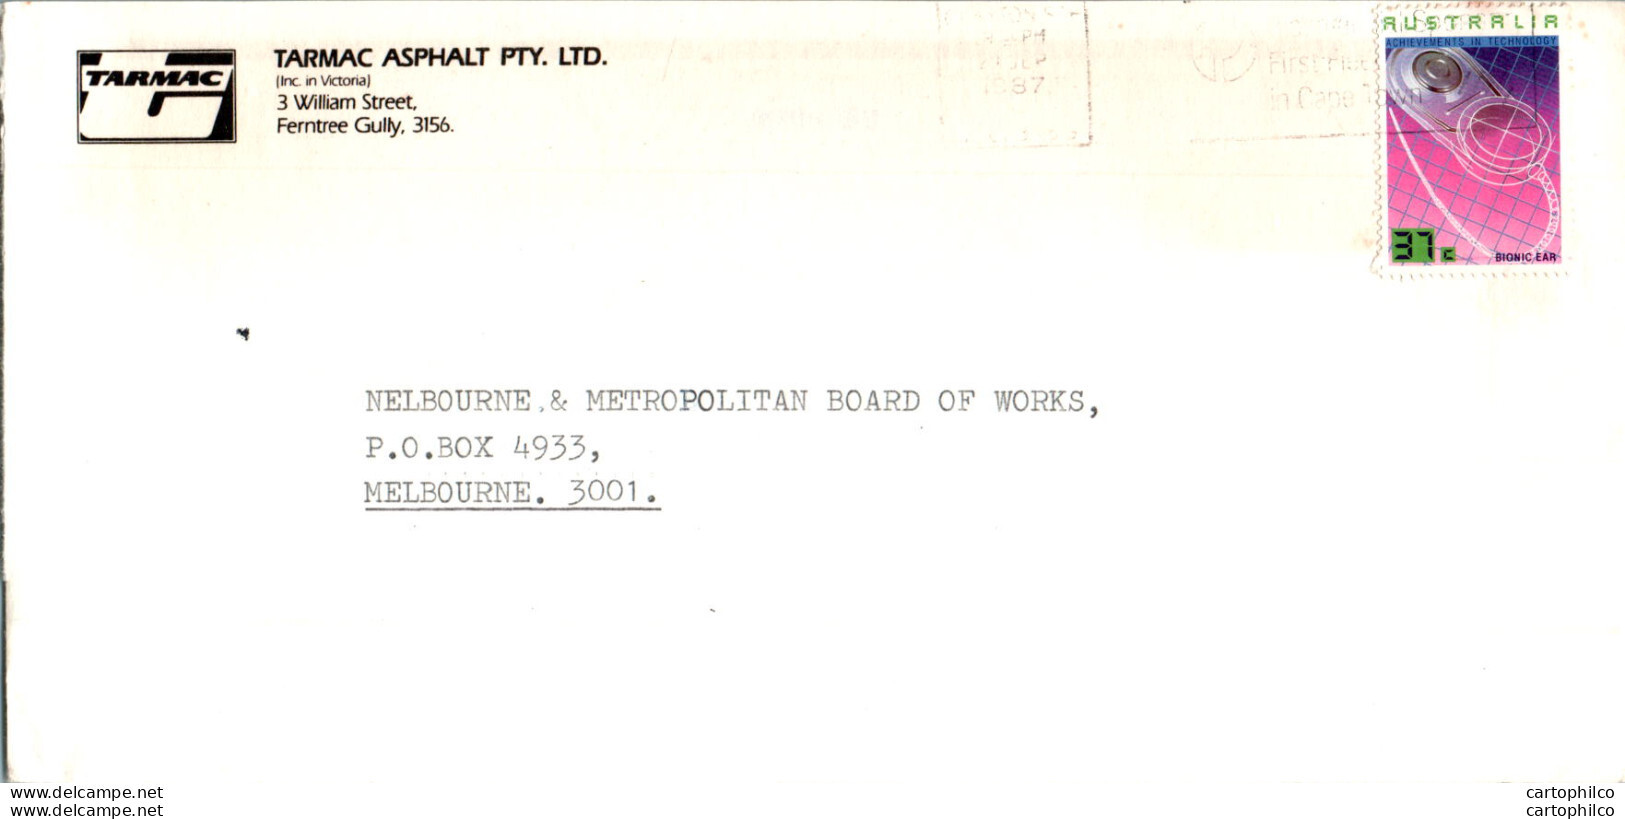 TARMAC
TARMAC ASPHALT PTY. LTD.
(Inc. in Victoria)
3 William Street,
Ferntree Gully, 3156.
PM
SEP
1987
First
in Cape Town
AUSTRALIA
ACHIEVEMENTS IN TECHNOLOGY
37c
BIONIC EAR
NELBOURNE & METROPOLITAN BOARD OF WORKS,
P.O.BOX 4933,
MELBOURNE. 3001.
www.delcampe.net
www.delcampe.net
cartophilco
cartophilco